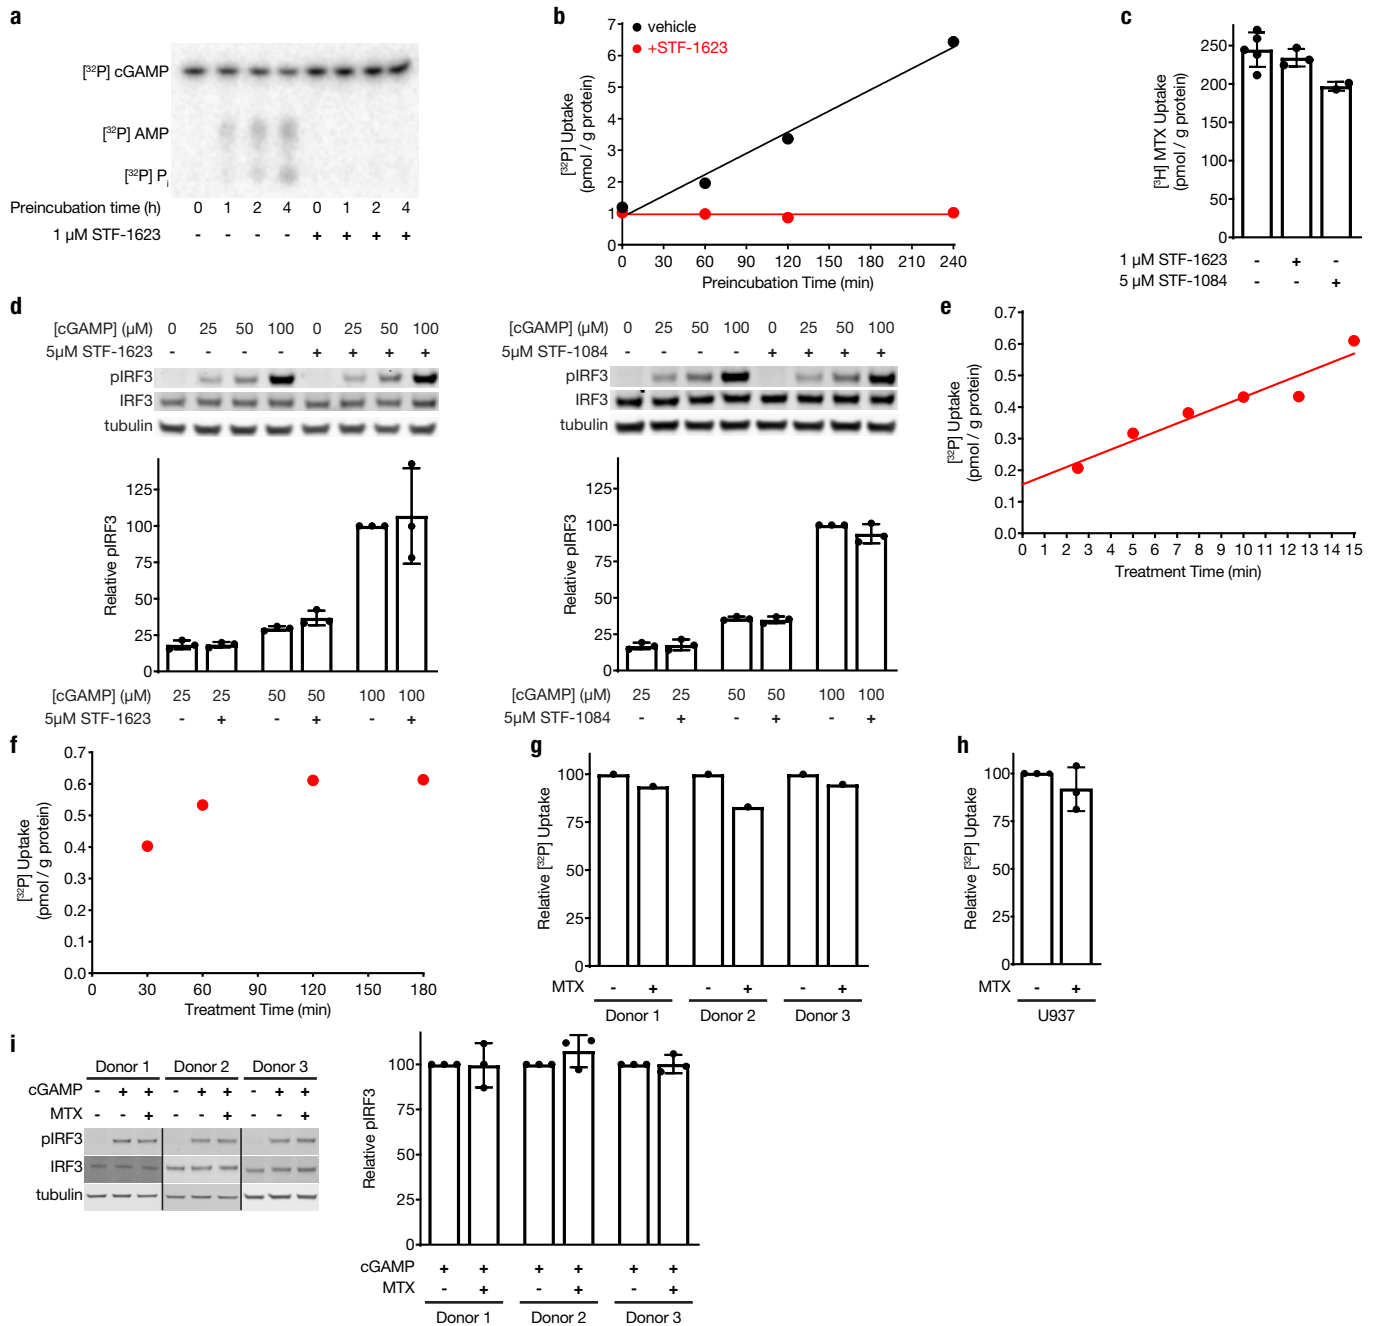 a
[³²P] cGAMP
[³²P] AMP
[³²P] Pᵢ
Preincubation time (h) 0 1 2 4 0 1 2 4
1 µM STF-1623 - - - - + + + +
b
vehicle
+STF-1623
[³²P] Uptake
(pmol / g protein)
7
6
5
4
3
2
1
0
0 30 60 90 120 150 180 210 240
Preincubation Time (min)
c
[³H] MTX Uptake
(pmol / g protein)
250
200
150
100
50
0
1 µM STF-1623 - + -
5 µM STF-1084 - - +
d
[cGAMP] (µM) 0 25 50 100 0 25 50 100
5µM STF-1623 - - - - + + + +
pIRF3
IRF3
tubulin
Relative pIRF3
125
100
75
50
25
0
[cGAMP] (µM) 25 25 50 50 100 100
5µM STF-1623 - + - + - +
[cGAMP] (µM) 0 25 50 100 0 25 50 100
5µM STF-1084 - - - - + + + +
pIRF3
IRF3
tubulin
Relative pIRF3
125
100
75
50
25
0
[cGAMP] (µM) 25 25 50 50 100 100
5µM STF-1084 - + - + - +
e
[³²P] Uptake
(pmol / g protein)
0.7
0.6
0.5
0.4
0.3
0.2
0.1
0.0
0 1 2 3 4 5 6 7 8 9 10 11 12 13 14 15
Treatment Time (min)
f
[³²P] Uptake
(pmol / g protein)
0.7
0.6
0.5
0.4
0.3
0.2
0.1
0.0
0 30 60 90 120 150 180
Treatment Time (min)
g
Relative [³²P] Uptake
100
75
50
25
0
MTX - + - + - +
Donor 1 Donor 2 Donor 3
h
Relative [³²P] Uptake
100
75
50
25
0
MTX - +
U937
i
Donor 1 Donor 2 Donor 3
cGAMP - + + - + + - + +
MTX - - + - - + - - +
pIRF3
IRF3
tubulin
Relative pIRF3
100
75
50
25
0
cGAMP + + + + + +
MTX - + - + - +
Donor 1 Donor 2 Donor 3